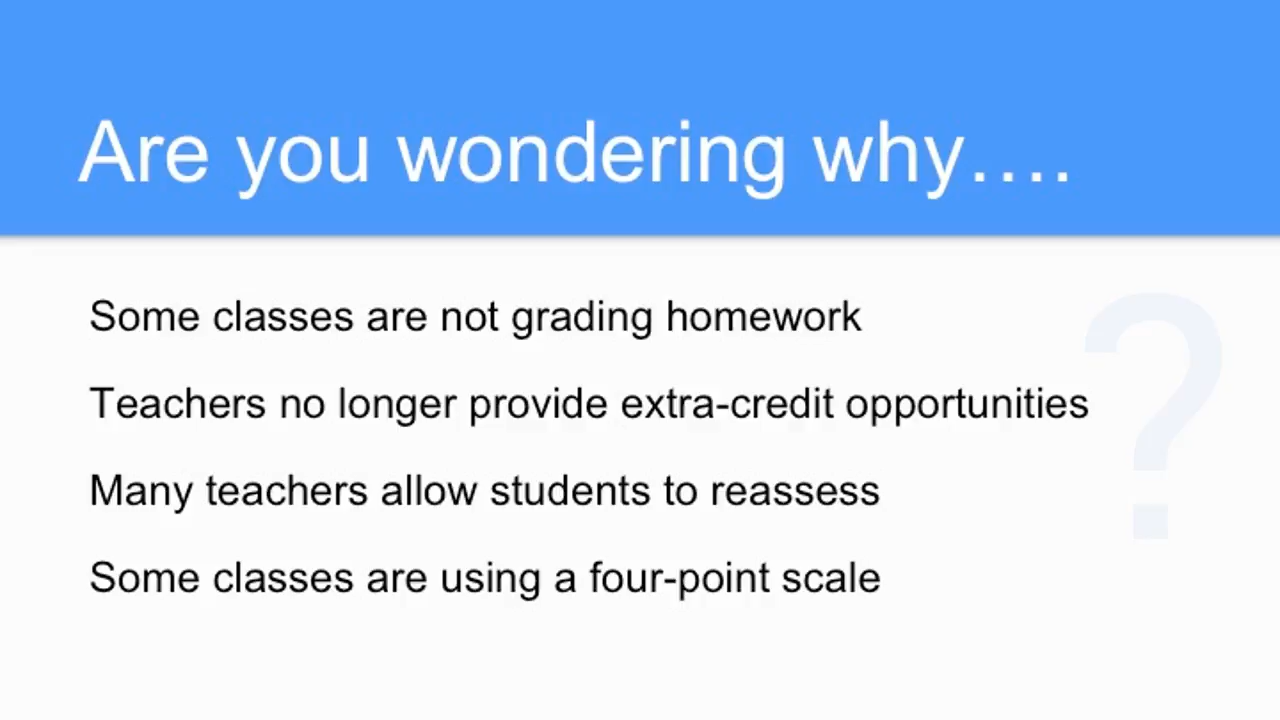 Are you wondering why….
Some classes are not grading homework
Teachers no longer provide extra-credit opportunities
Many teachers allow students to reassess
Some classes are using a four-point scale
?